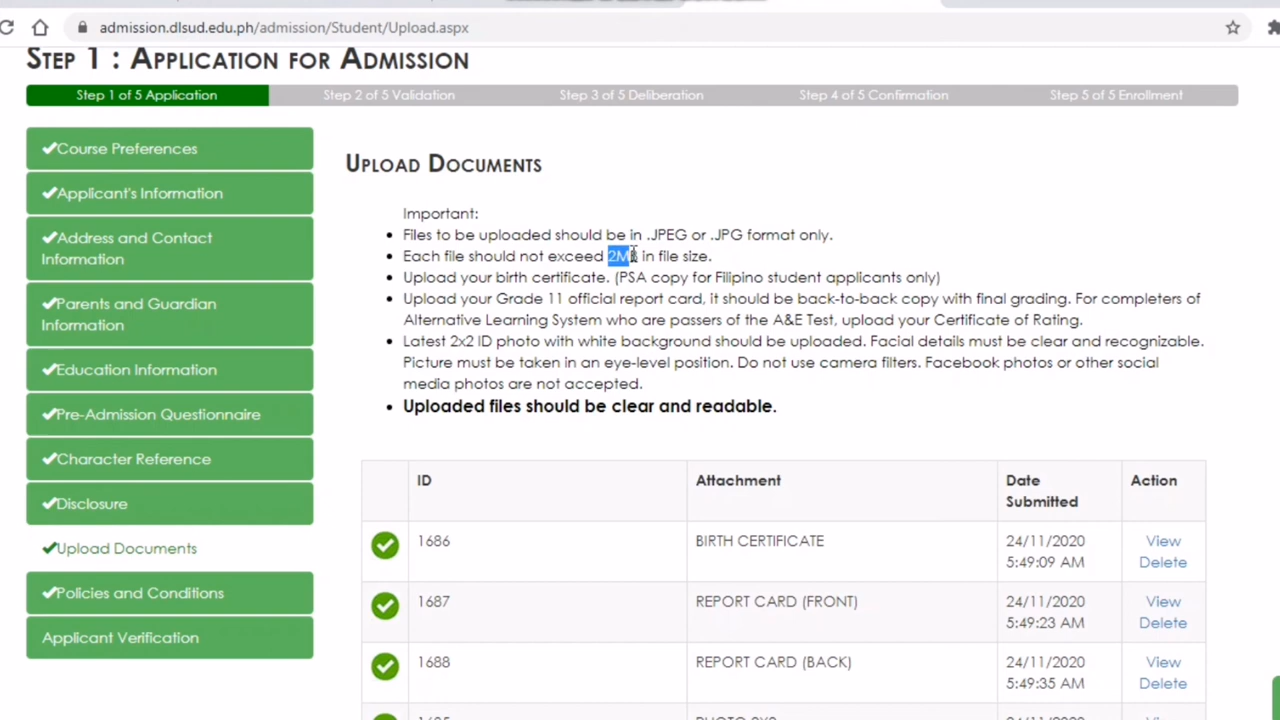 admission.dlsud.edu.ph/admission/Student/Upload.aspx
Step 1 : Application for Admission
Step 1 of 5 Application
Step 2 of 5 Validation
Step 3 of 5 Deliberation
Step 4 of 5 Confirmation
Step 5 of 5 Enrollment
Course Preferences
Applicant's Information
Address and Contact
Information
Parents and Guardian
Information
Education Information
Pre-Admission Questionnaire
Character Reference
Disclosure
Upload Documents
Policies and Conditions
Applicant Verification
Upload Documents
Important:
Files to be uploaded should be in .JPEG or .JPG format only.
Each file should not exceed 2MB in file size.
Upload your birth certificate. (PSA copy for Filipino student applicants only)
Upload your Grade 11 official report card, it should be back-to-back copy with final grading. For completers of
Alternative Learning System who are passers of the A&E Test, upload your Certificate of Rating.
Latest 2x2 ID photo with white background should be uploaded. Facial details must be clear and recognizable.
Picture must be taken in an eye-level position. Do not use camera filters. Facebook photos or other social
media photos are not accepted.
Uploaded files should be clear and readable.
ID Attachment Date Action
Submitted
1686 BIRTH CERTIFICATE 24/11/2020 View
5:49:09 AM Delete
1687 REPORT CARD (FRONT) 24/11/2020 View
5:49:23 AM Delete
1688 REPORT CARD (BACK) 24/11/2020 View
5:49:35 AM Delete